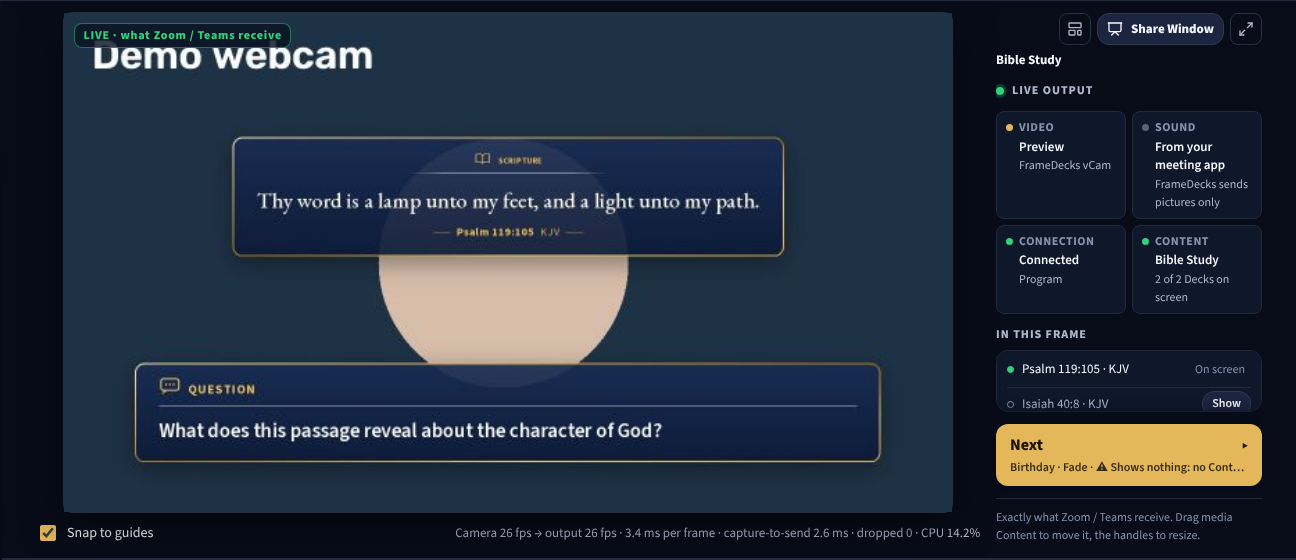 LIVE · what Zoom / Teams receive
Demo webcam
SCRIPTURE
Thy word is a lamp unto my feet, and a light unto my path.
Psalm 119:105 KJV
QUESTION
What does this passage reveal about the character of God?
Snap to guides
Camera 26 fps → output 26 fps · 3.4 ms per frame · capture-to-send 2.6 ms · dropped 0 · CPU 14.2%
Share Window
Bible Study
LIVE OUTPUT
VIDEO
Preview
FrameDecks vCam
SOUND
From your
meeting app
FrameDecks sends
pictures only
CONNECTION
Connected
Program
CONTENT
Bible Study
2 of 2 Decks on
screen
IN THIS FRAME
Psalm 119:105 · KJV On screen
Isaiah 40:8 · KJV Show
Next
Birthday · Fade · ⚠ Shows nothing: no Cont…
Exactly what Zoom / Teams receive. Drag media
Content to move it, the handles to resize.